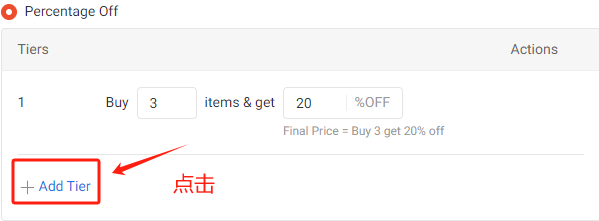 Percentage Off
Tiers Actions
1 Buy 3 items & get 20 %OFF
Final Price = Buy 3 get 20% off
+ Add Tier
点击